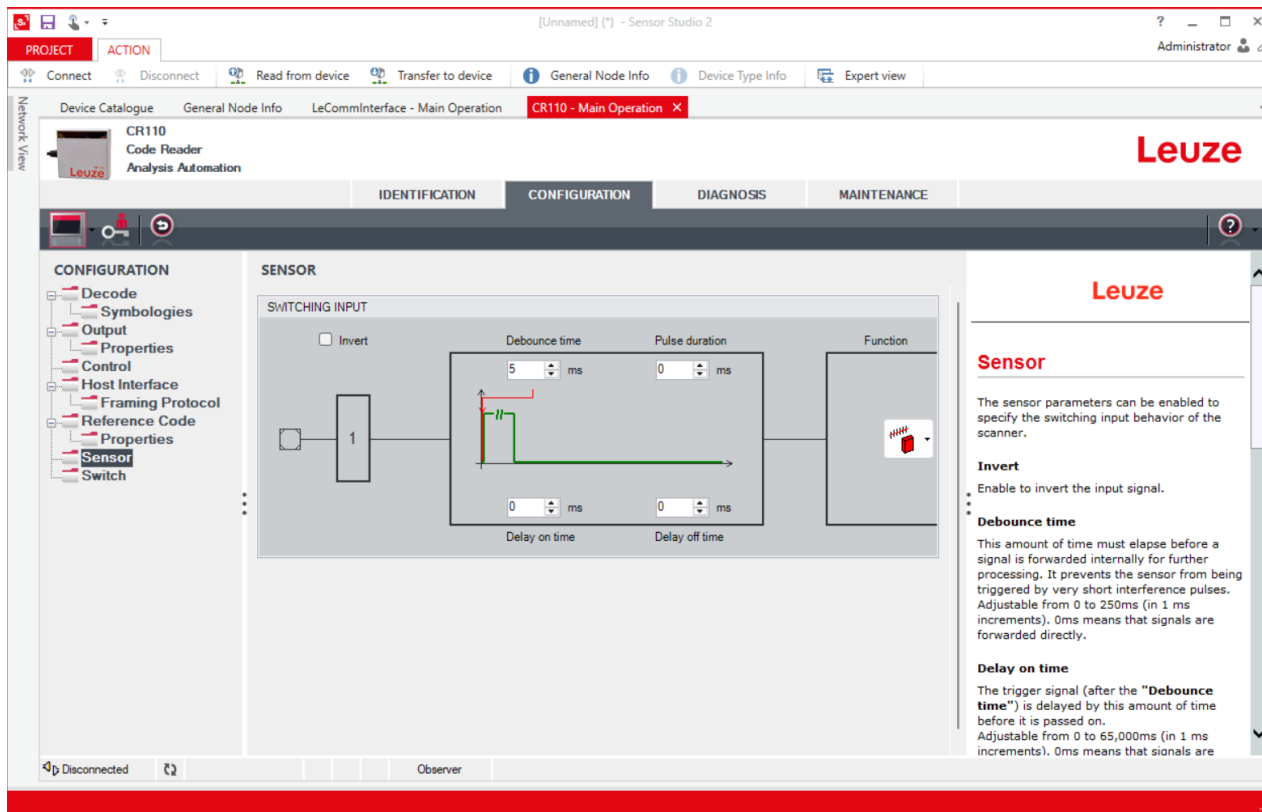 [Unnamed] (*) - Sensor Studio 2
?
PROJECT ACTION
Administrator
Connect Disconnect Read from device Transfer to device General Node Info Device Type Info Expert view
Network View
Device Catalogue General Node Info LeCommInterface - Main Operation CR110 - Main Operation
CR110
Code Reader
Analysis Automation
Leuze
Leuze
IDENTIFICATION CONFIGURATION DIAGNOSIS MAINTENANCE
?
CONFIGURATION
Decode
Symbologies
Output
Properties
Control
Host Interface
Framing Protocol
Reference Code
Properties
Sensor
Switch
SENSOR
SWITCHING INPUT
Invert
Debounce time
Pulse duration
Function
5 ms
0 ms
1
0 ms
0 ms
Delay on time
Delay off time
Leuze
Sensor
The sensor parameters can be enabled to
specify the switching input behavior of the
scanner.
Invert
Enable to invert the input signal.
Debounce time
This amount of time must elapse before a
signal is forwarded internally for further
processing. It prevents the sensor from being
triggered by very short interference pulses.
Adjustable from 0 to 250ms (in 1 ms
increments). 0ms means that signals are
forwarded directly.
Delay on time
The trigger signal (after the "Debounce
time") is delayed by this amount of time
before it is passed on.
Adjustable from 0 to 65,000ms (in 1 ms
increments). 0ms means that signals are
Disconnected
Observer